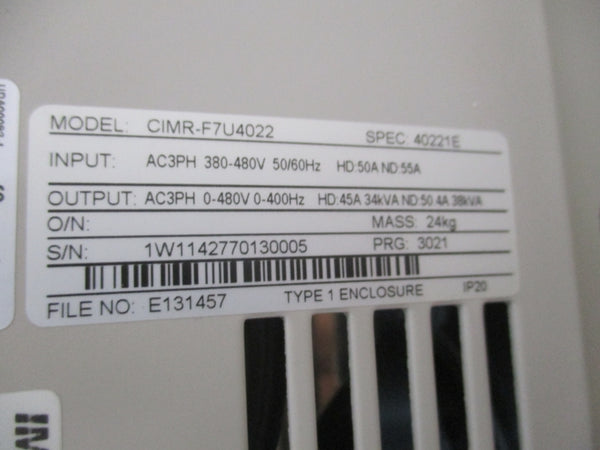 MODEL: CIMR-F7U4022 SPEC: 40221E
INPUT: AC3PH 380-480V 50/60Hz HD:50A ND:55A
OUTPUT: AC3PH 0-480V 0-400Hz HD:45A 34kVA ND:50.4A 38kVA
O/N: MASS: 24kg
S/N: 1W1142770130005 PRG: 3021
FILE NO: E131457 TYPE 1 ENCLOSURE IP20